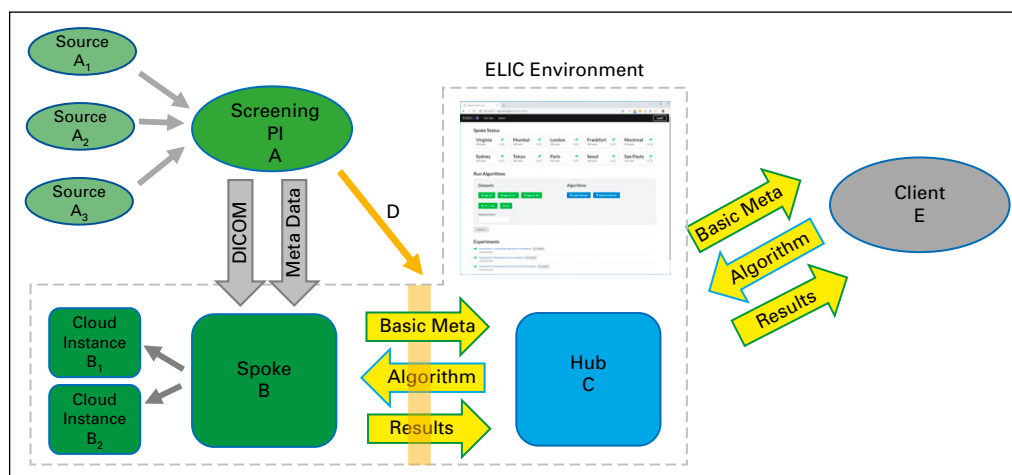 Source
A1
Source
A2
Source
A3
Screening
PI
A
DICOM
Meta Data
D
ELIC Environment
Spoke Status
Virginia
Mumbai
London
Frankfurt
Montreal
Sydney
Tokyo
Paris
Seoul
Sao Paulo
Run Algorithms
Datasets
Algorithms
Experiments
Basic Meta
Algorithm
Results
Client
E
Cloud
Instance
B1
Cloud
Instance
B2
Spoke
B
Basic Meta
Algorithm
Results
Hub
C